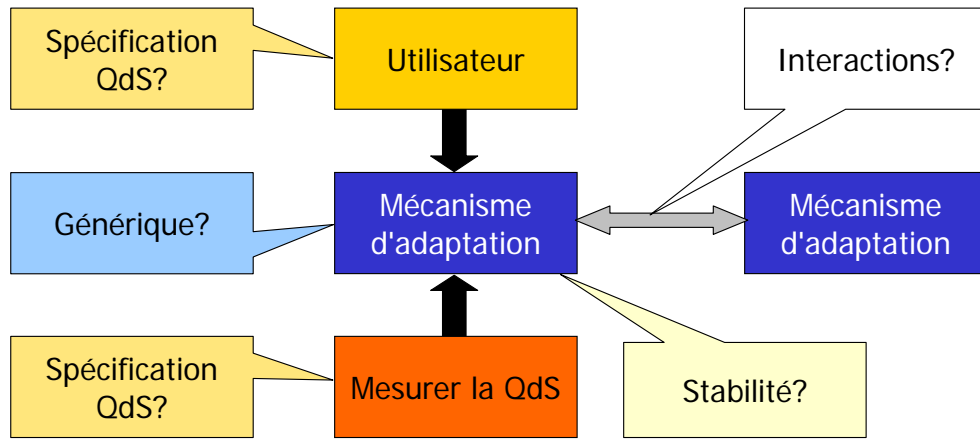 Spécification
QdS?
Utilisateur
Interactions?
Générique?
Mécanisme
d'adaptation
Mécanisme
d'adaptation
Spécification
QdS?
Mesurer la QdS
Stabilité?